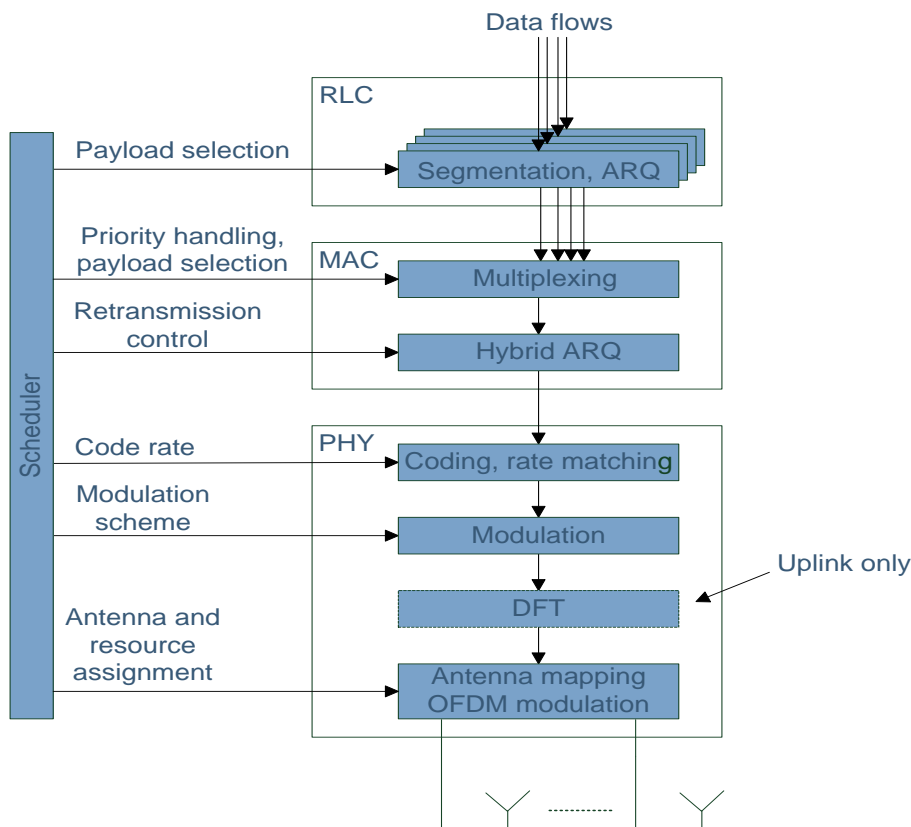 Data flows
RLC
Payload selection
Segmentation, ARQ
Priority handling,
payload selection
MAC
Multiplexing
Retransmission
control
Hybrid ARQ
Scheduler
PHY
Code rate
Coding, rate matching
Modulation
scheme
Modulation
Uplink only
DFT
Antenna and
resource
assignment
Antenna mapping
OFDM modulation